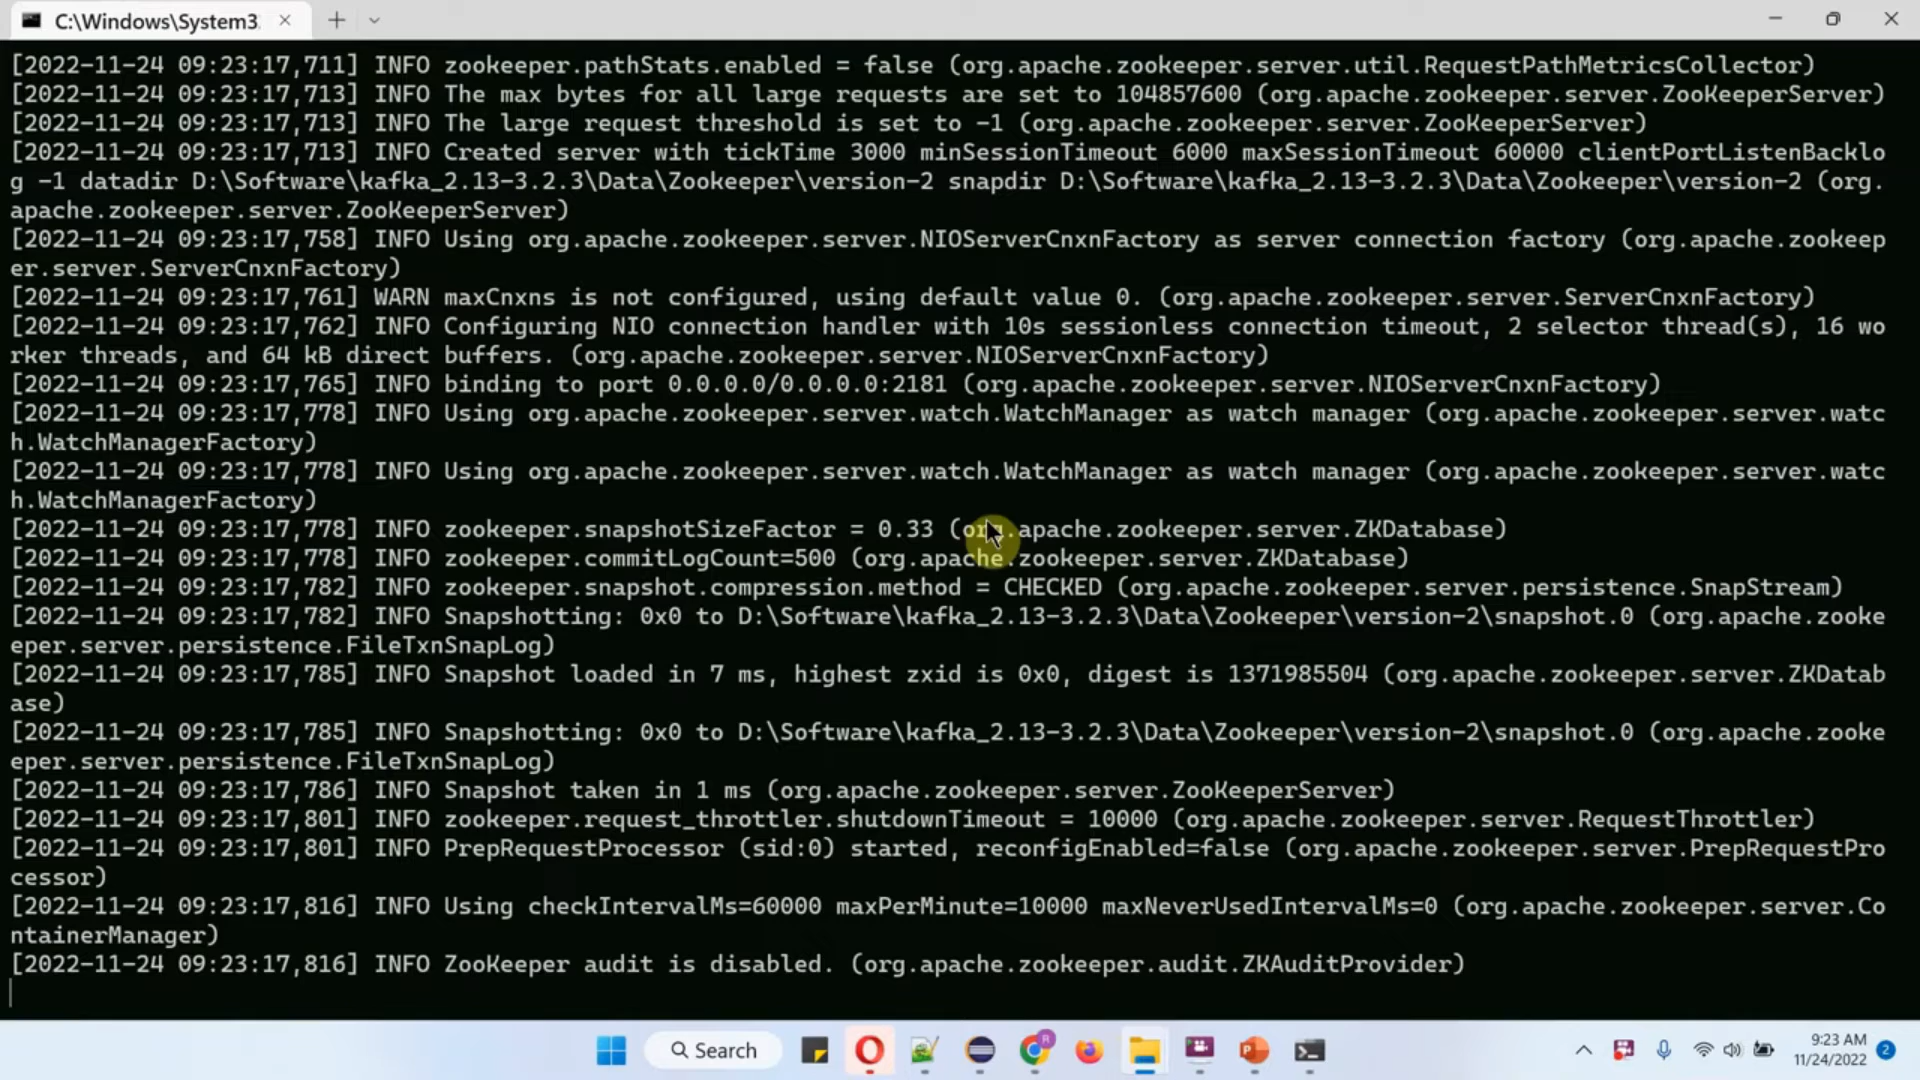 C:\Windows\System3
[2022-11-24 09:23:17,711] INFO zookeeper.pathStats.enabled = false (org.apache.zookeeper.server.util.RequestPathMetricsCollector)
[2022-11-24 09:23:17,713] INFO The max bytes for all large requests are set to 104857600 (org.apache.zookeeper.server.ZooKeeperServer)
[2022-11-24 09:23:17,713] INFO The large request threshold is set to -1 (org.apache.zookeeper.server.ZooKeeperServer)
[2022-11-24 09:23:17,713] INFO Created server with tickTime 3000 minSessionTimeout 6000 maxSessionTimeout 60000 clientPortListenBacklo
g -1 datadir D:\Software\kafka_2.13-3.2.3\Data\Zookeeper\version-2 snapdir D:\Software\kafka_2.13-3.2.3\Data\Zookeeper\version-2 (org.
apache.zookeeper.server.ZooKeeperServer)
[2022-11-24 09:23:17,758] INFO Using org.apache.zookeeper.server.NIOServerCnxnFactory as server connection factory (org.apache.zookeep
er.server.ServerCnxnFactory)
[2022-11-24 09:23:17,761] WARN maxCnxns is not configured, using default value 0. (org.apache.zookeeper.server.ServerCnxnFactory)
[2022-11-24 09:23:17,762] INFO Configuring NIO connection handler with 10s sessionless connection timeout, 2 selector thread(s), 16 wo
rker threads, and 64 kB direct buffers. (org.apache.zookeeper.server.NIOServerCnxnFactory)
[2022-11-24 09:23:17,765] INFO binding to port 0.0.0.0/0.0.0.0:2181 (org.apache.zookeeper.server.NIOServerCnxnFactory)
[2022-11-24 09:23:17,778] INFO Using org.apache.zookeeper.server.watch.WatchManager as watch manager (org.apache.zookeeper.server.watc
h.WatchManagerFactory)
[2022-11-24 09:23:17,778] INFO Using org.apache.zookeeper.server.watch.WatchManager as watch manager (org.apache.zookeeper.server.watc
h.WatchManagerFactory)
[2022-11-24 09:23:17,778] INFO zookeeper.snapshotSizeFactor = 0.33 (org.apache.zookeeper.server.ZKDatabase)
[2022-11-24 09:23:17,778] INFO zookeeper.commitLogCount=500 (org.apache.zookeeper.server.ZKDatabase)
[2022-11-24 09:23:17,782] INFO zookeeper.snapshot.compression.method = CHECKED (org.apache.zookeeper.server.persistence.SnapStream)
[2022-11-24 09:23:17,782] INFO Snapshotting: 0x0 to D:\Software\kafka_2.13-3.2.3\Data\Zookeeper\version-2\snapshot.0 (org.apache.zooke
eper.server.persistence.FileTxnSnapLog)
[2022-11-24 09:23:17,785] INFO Snapshot loaded in 7 ms, highest zxid is 0x0, digest is 1371985504 (org.apache.zookeeper.server.ZKDatab
ase)
[2022-11-24 09:23:17,785] INFO Snapshotting: 0x0 to D:\Software\kafka_2.13-3.2.3\Data\Zookeeper\version-2\snapshot.0 (org.apache.zooke
eper.server.persistence.FileTxnSnapLog)
[2022-11-24 09:23:17,786] INFO Snapshot taken in 1 ms (org.apache.zookeeper.server.ZooKeeperServer)
[2022-11-24 09:23:17,801] INFO zookeeper.request_throttler.shutdownTimeout = 10000 (org.apache.zookeeper.server.RequestThrottler)
[2022-11-24 09:23:17,801] INFO PrepRequestProcessor (sid:0) started, reconfigEnabled=false (org.apache.zookeeper.server.PrepRequestPro
cessor)
[2022-11-24 09:23:17,816] INFO Using checkIntervalMs=60000 maxPerMinute=10000 maxNeverUsedIntervalMs=0 (org.apache.zookeeper.server.Co
ntainerManager)
[2022-11-24 09:23:17,816] INFO ZooKeeper audit is disabled. (org.apache.zookeeper.audit.ZKAuditProvider)
Search
R
9:23 AM
11/24/2022
2